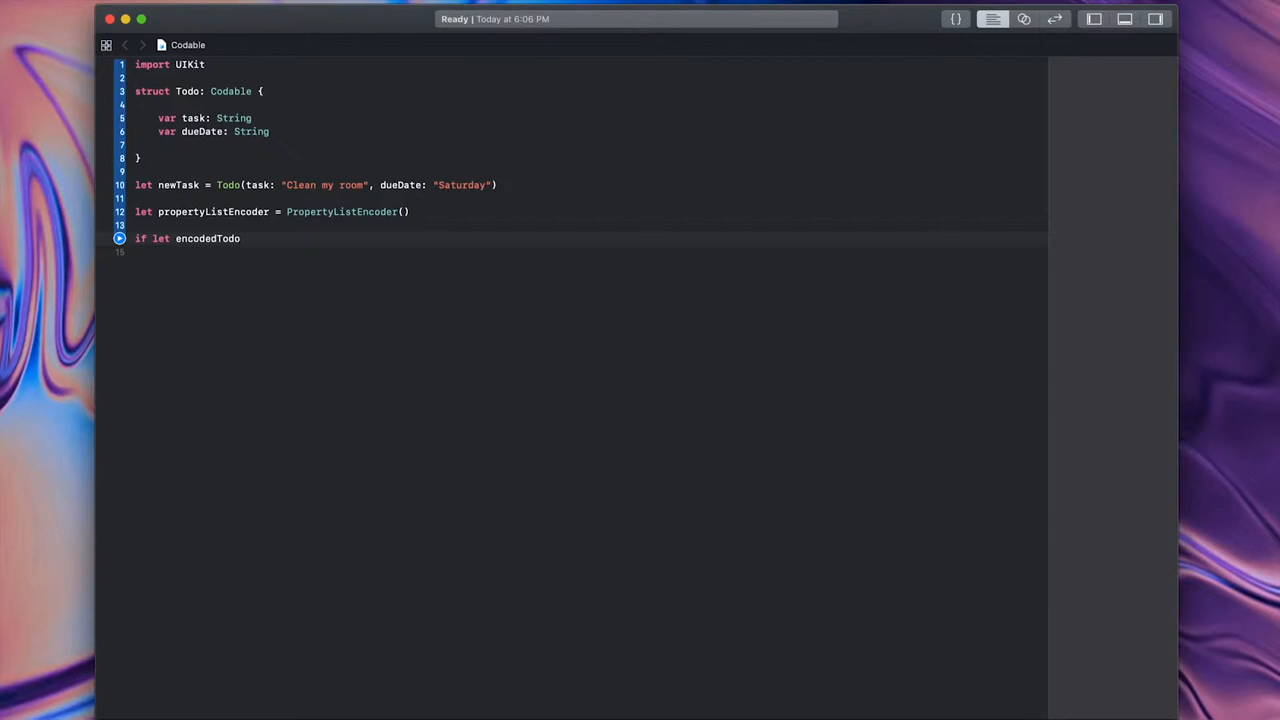 Ready | Today at 6:06 PM
{ }
Codable
1 import UIKit
2
3 struct Todo: Codable {
4
5 var task: String
6 var dueDate: String
7
8 }
9
10 let newTask = Todo(task: "Clean my room", dueDate: "Saturday")
11
12 let propertyListEncoder = PropertyListEncoder()
13
if let encodedTodo
15